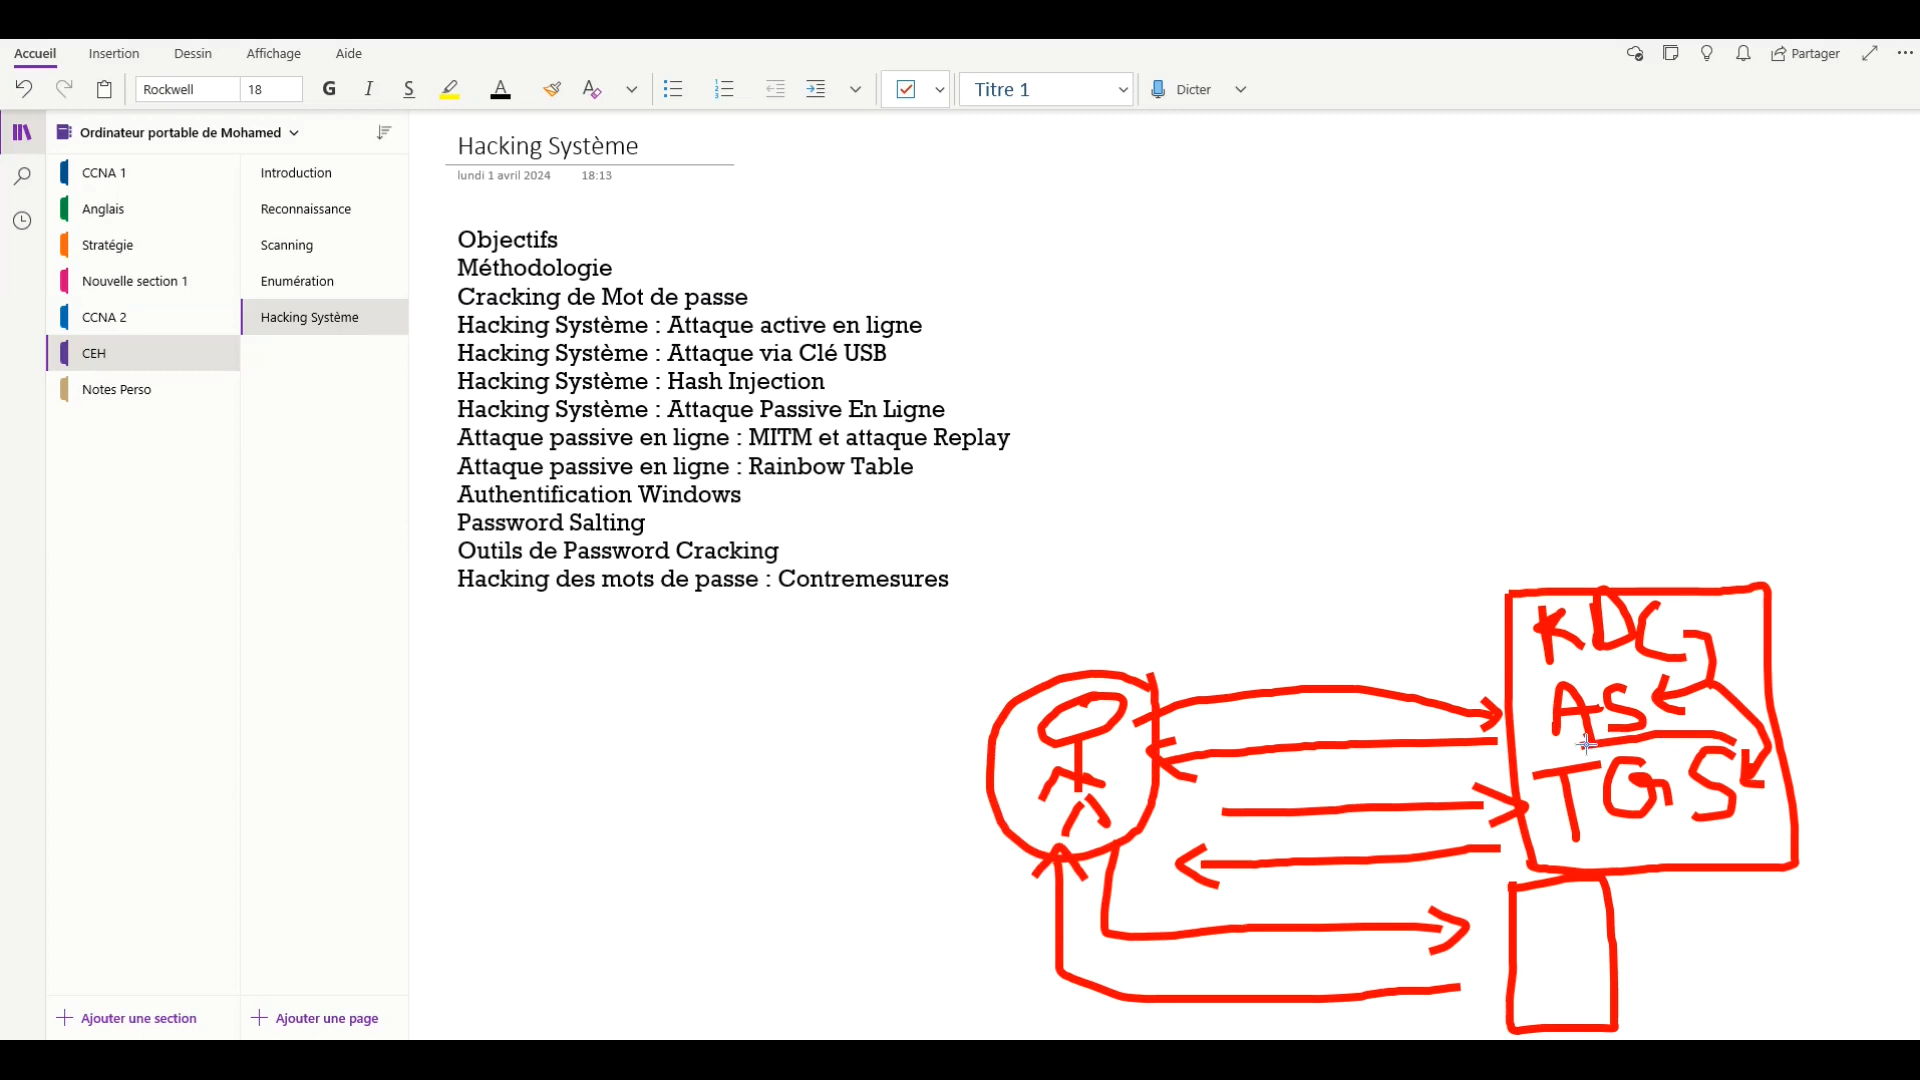 Accueil Insertion Dessin Affichage Aide
Partager
Rockwell 18 G I S A A Titre 1 Dicter
Ordinateur portable de Mohamed
CCNA 1
Anglais
Stratégie
Nouvelle section 1
CCNA 2
CEH
Notes Perso
Ajouter une section
Introduction
Reconnaissance
Scanning
Enumération
Hacking Système
Ajouter une page
Hacking Système
lundi 1 avril 2024 18:13
Objectifs
Méthodologie
Cracking de Mot de passe
Hacking Système : Attaque active en ligne
Hacking Système : Attaque via Clé USB
Hacking Système : Hash Injection
Hacking Système : Attaque Passive En Ligne
Attaque passive en ligne : MITM et attaque Replay
Attaque passive en ligne : Rainbow Table
Authentification Windows
Password Salting
Outils de Password Cracking
Hacking des mots de passe : Contremesures
KDC
AS
TGS